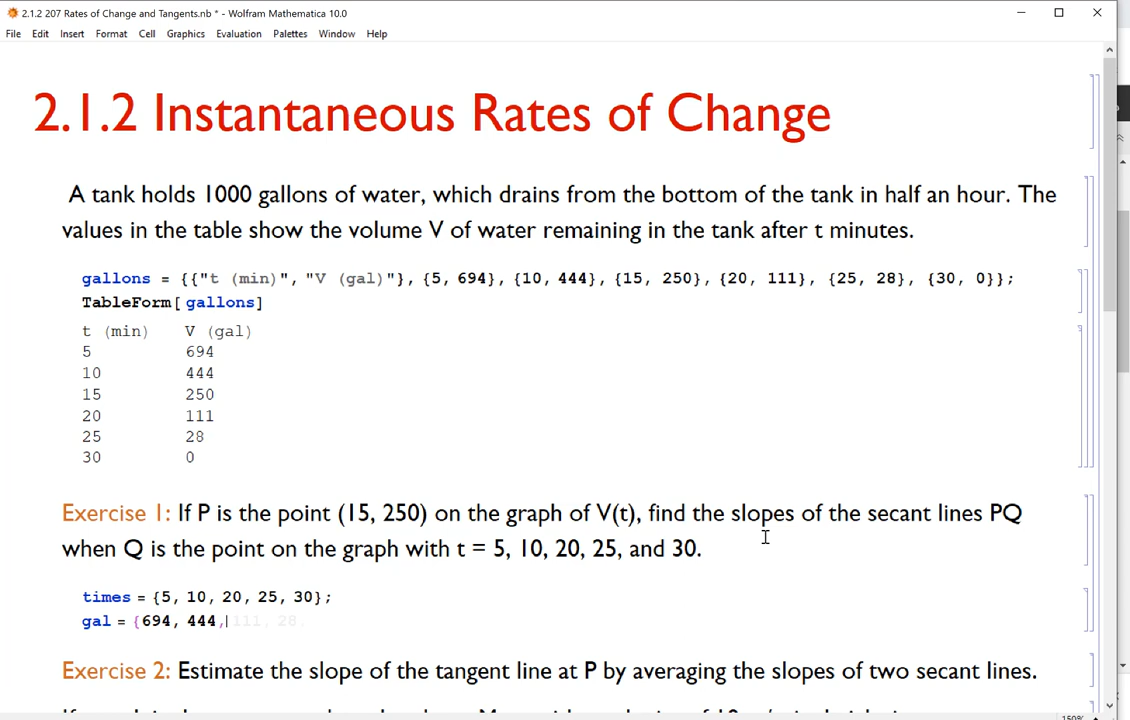 2.1.2 207 Rates of Change and Tangents.nb * - Wolfram Mathematica 10.0
File Edit Insert Format Cell Graphics Evaluation Palettes Window Help
2.1.2 Instantaneous Rates of Change
A tank holds 1000 gallons of water, which drains from the bottom of the tank in half an hour. The
values in the table show the volume V of water remaining in the tank after t minutes.
gallons = {{"t (min)", "V (gal)"}, {5, 694}, {10, 444}, {15, 250}, {20, 111}, {25, 28}, {30, 0}};
TableForm[gallons]
t (min) V (gal)
5 694
10 444
15 250
20 111
25 28
30 0
Exercise 1: If P is the point (15, 250) on the graph of V(t), find the slopes of the secant lines PQ
when Q is the point on the graph with t = 5, 10, 20, 25, and 30.
times = {5, 10, 20, 25, 30};
gal = {694, 444, 111, 28
Exercise 2: Estimate the slope of the tangent line at P by averaging the slopes of two secant lines.
150%